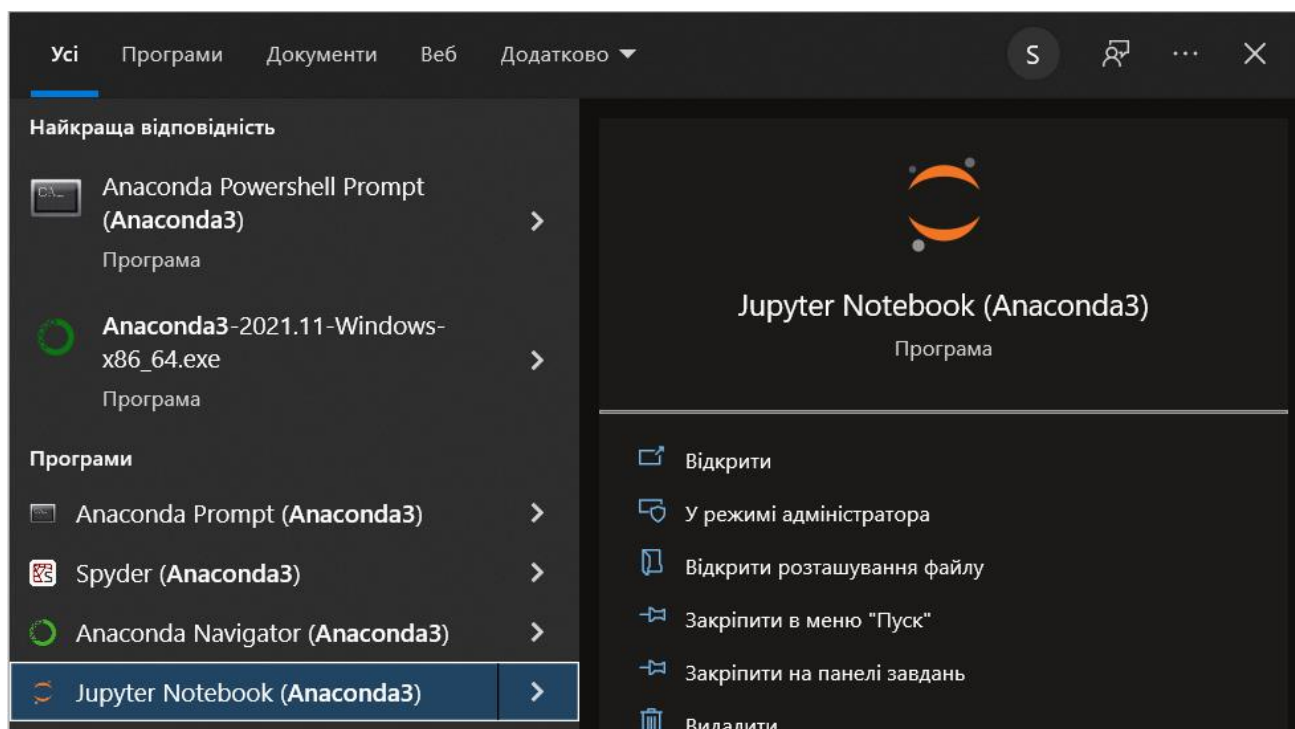 Усі Програми Документи Веб Додатково S
Найкраща відповідність
Anaconda Powershell Prompt
(Anaconda3)
Програма
Anaconda3-2021.11-Windows-
x86_64.exe
Програма
Програми
Anaconda Prompt (Anaconda3)
Spyder (Anaconda3)
Anaconda Navigator (Anaconda3)
Jupyter Notebook (Anaconda3)
Jupyter Notebook (Anaconda3)
Програма
Відкрити
У режимі адміністратора
Відкрити розташування файлу
Закріпити в меню "Пуск"
Закріпити на панелі завдань
Видалити